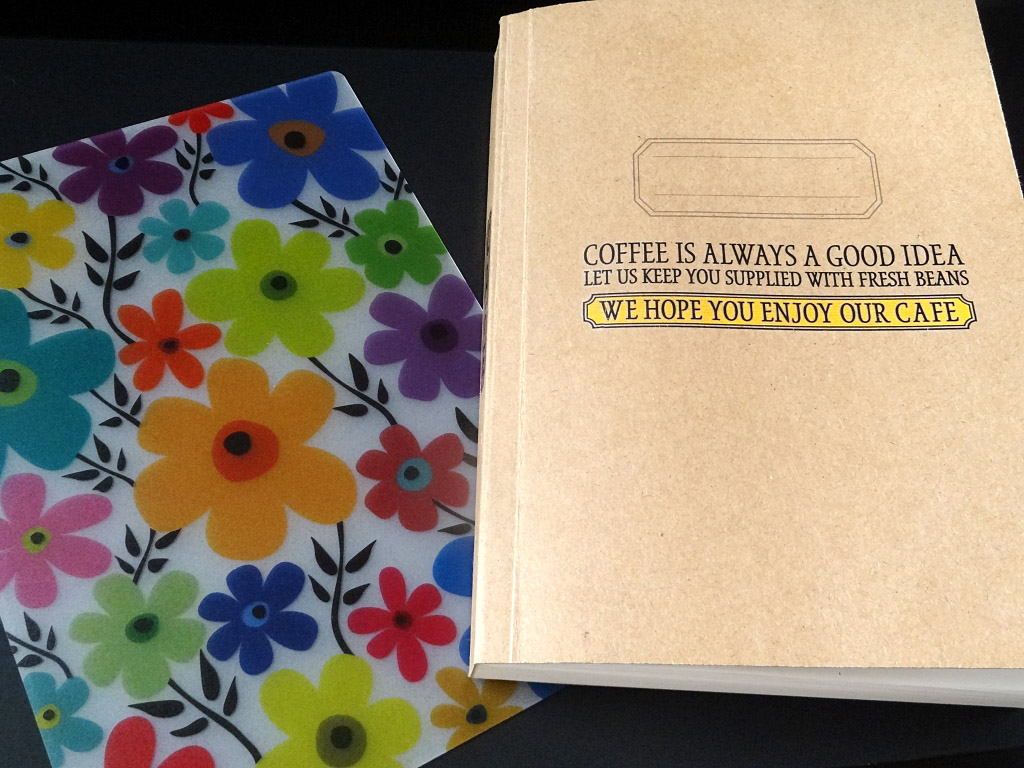 COFFEE IS ALWAYS A GOOD IDEA
LET US KEEP YOU SUPPLIED WITH FRESH BEANS
WE HOPE YOU ENJOY OUR CAFE